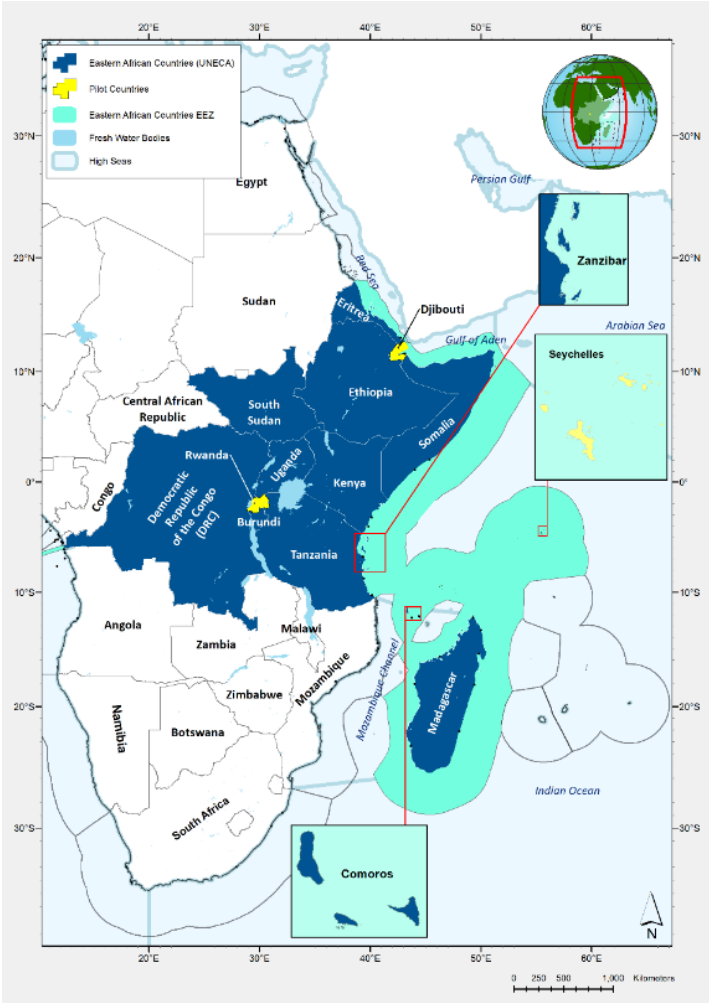 20°E 30°E 40°E 50°E 60°E
Eastern African Countries (UNECA)
Pilot Countries
Eastern African Countries EEZ
Fresh Water Bodies
High Seas
30°N
30°N
Egypt
Persian Gulf
Zanzibar
20°N
20°N
Red Sea
Sudan
Eritrea
Djibouti
Gulf of Aden
Arabian Sea
Seychelles
10°N
10°N
Ethiopia
Central African
Republic
South
Sudan
Somalia
Rwanda
Uganda
Kenya
0°
0°
Congo
Democratic
Republic
of the Congo
(DRC)
Burundi
Tanzania
10°S
10°S
Angola
Malawi
Zambia
Mozambique
Mozambique Channel
Zimbabwe
Madagascar
20°S
20°S
Namibia
Botswana
Indian Ocean
South Africa
30°S
30°S
Comoros
N
20°E 30°E 40°E 50°E 60°E
0 250 500 1,000 Kilometers